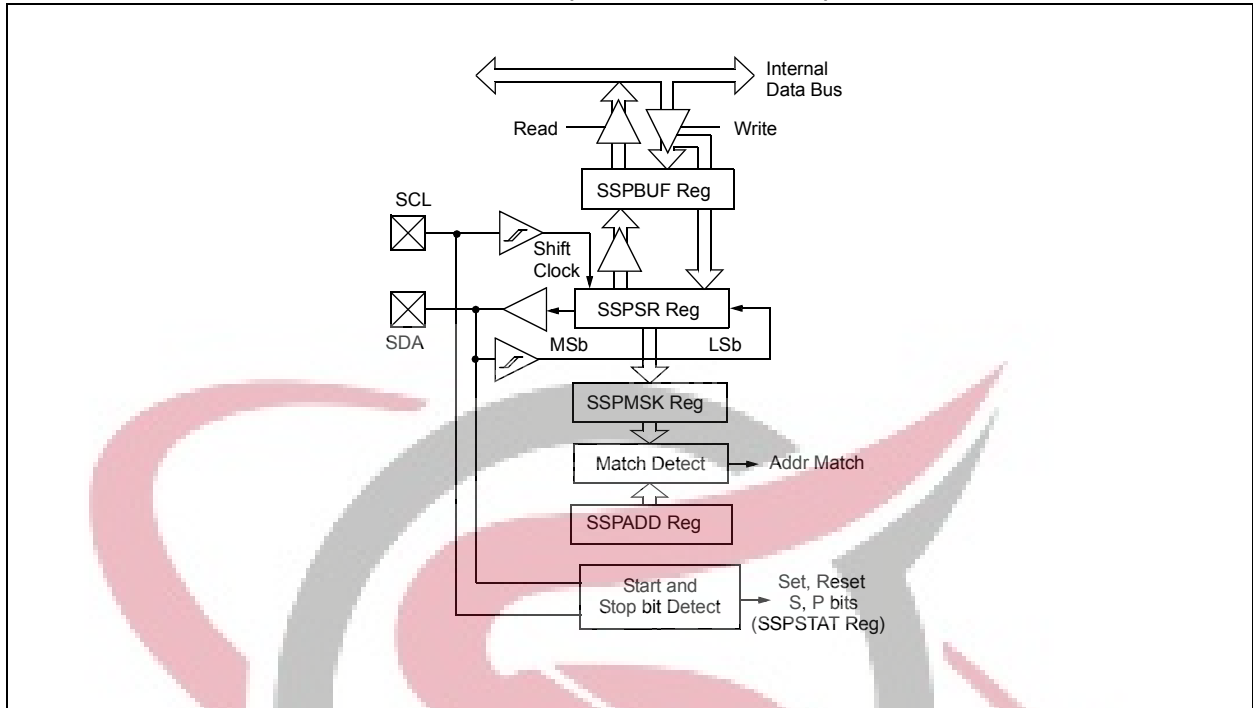 Internal
Data Bus
Read
Write
SSPBUF Reg
SCL
Shift
Clock
SSPSR Reg
SDA
MSb
LSb
SSPMSK Reg
Match Detect
Addr Match
SSPADD Reg
Start and
Stop bit Detect
Set, Reset
S, P bits
(SSPSTAT Reg)